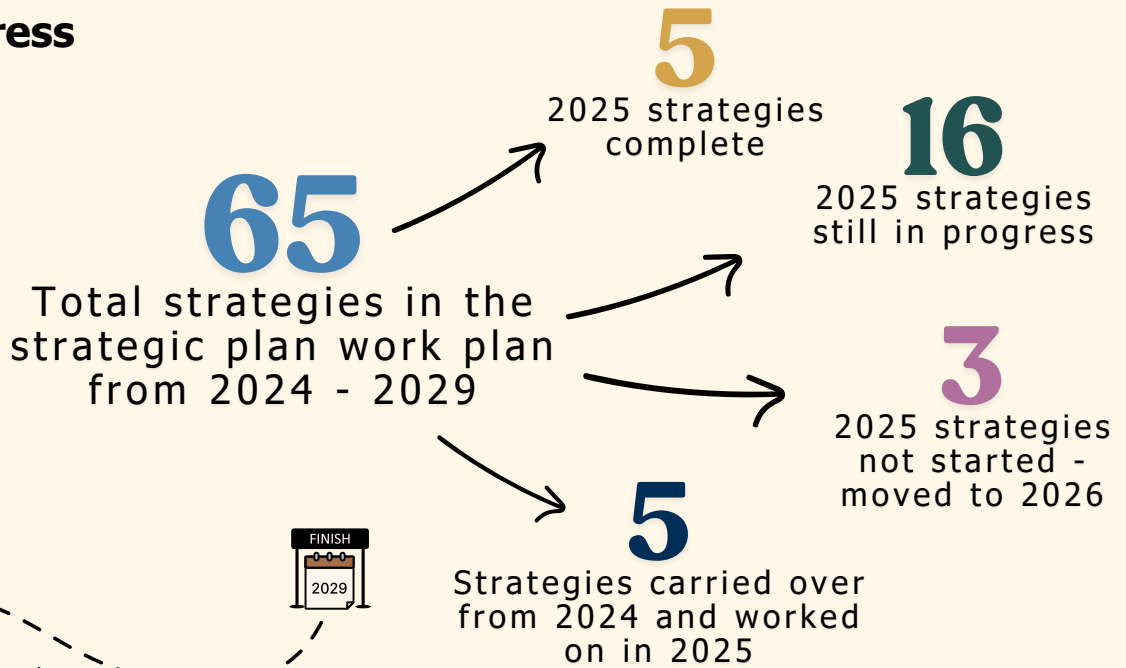 ress
65
Total strategies in the
strategic plan work plan
from 2024 - 2029
5
2025 strategies
complete
16
2025 strategies
still in progress
3
2025 strategies
not started -
moved to 2026
5
Strategies carried over
from 2024 and worked
on in 2025
FINISH
2029